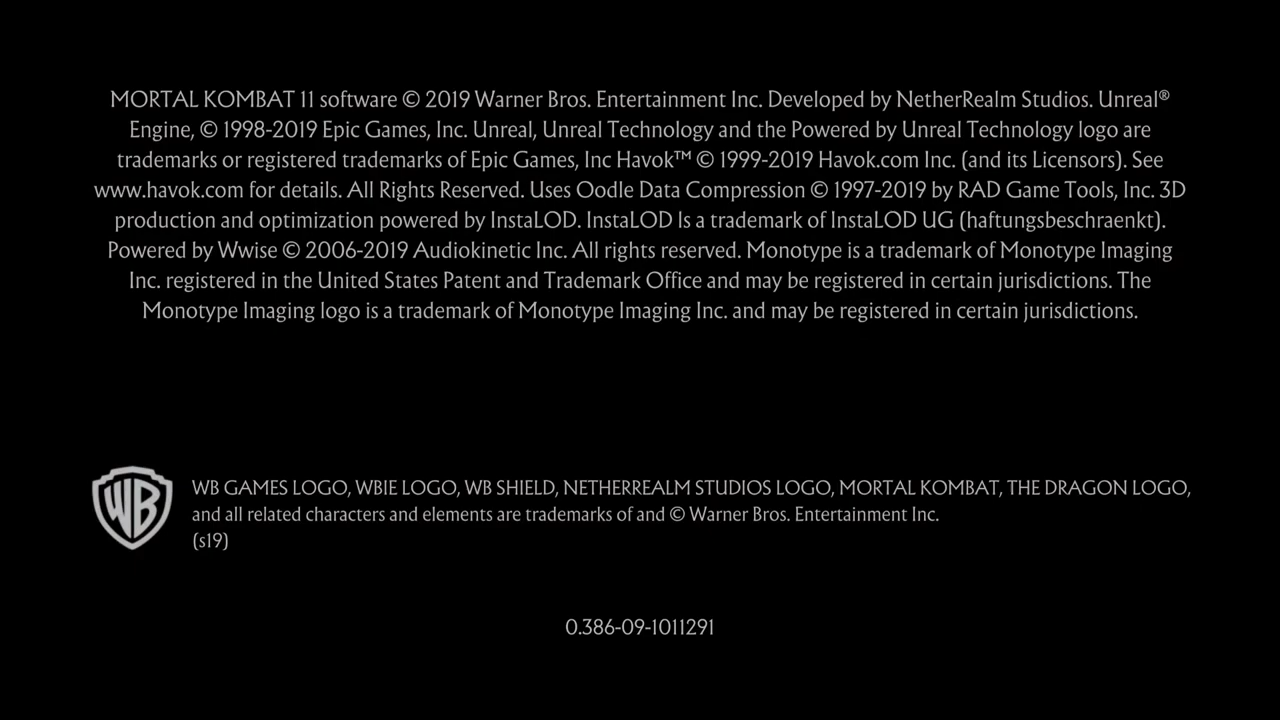 MORTAL KOMBAT 11 software © 2019 Warner Bros. Entertainment Inc. Developed by NetherRealm Studios. Unreal®
Engine, © 1998-2019 Epic Games, Inc. Unreal, Unreal Technology and the Powered by Unreal Technology logo are
trademarks or registered trademarks of Epic Games, Inc Havok™ © 1999-2019 Havok.com Inc. (and its Licensors). See
www.havok.com for details. All Rights Reserved. Uses Oodle Data Compression © 1997-2019 by RAD Game Tools, Inc. 3D
production and optimization powered by InstaLOD. InstaLOD Is a trademark of InstaLOD UG (haftungsbeschraenkt).
Powered by Wwise © 2006-2019 Audiokinetic Inc. All rights reserved. Monotype is a trademark of Monotype Imaging
Inc. registered in the United States Patent and Trademark Office and may be registered in certain jurisdictions. The
Monotype Imaging logo is a trademark of Monotype Imaging Inc. and may be registered in certain jurisdictions.
WB
WB GAMES LOGO, WBIE LOGO, WB SHIELD, NETHERREALM STUDIOS LOGO, MORTAL KOMBAT, THE DRAGON LOGO,
and all related characters and elements are trademarks of and © Warner Bros. Entertainment Inc.
(s19)
0.386-09-1011291